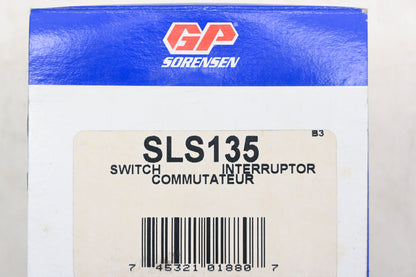 GP
SORENSEN
B3
SLS135
SWITCH INTERRUPTOR
COMMUTATEUR
7 45321 01880 7